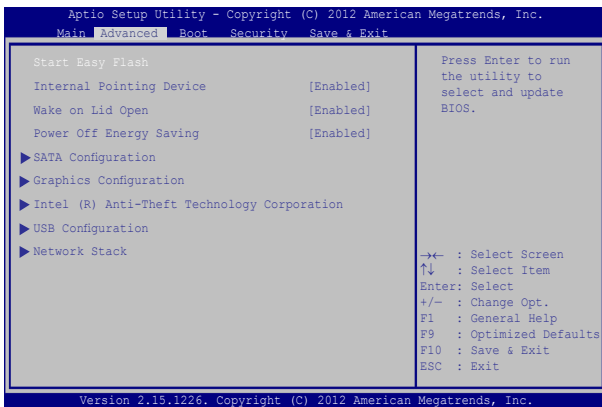 Aptio Setup Utility - Copyright (C) 2012 American Megatrends, Inc.
Main Advanced Boot Security Save & Exit
Start Easy Flash
Internal Pointing Device [Enabled]
Wake on Lid Open [Enabled]
Power Off Energy Saving [Enabled]
SATA Configuration
Graphics Configuration
Intel (R) Anti-Theft Technology Corporation
USB Configuration
Network Stack
Press Enter to run
the utility to
select and update
BIOS.
→← : Select Screen
↑↓ : Select Item
Enter: Select
+/— : Change Opt.
F1 : General Help
F9 : Optimized Defaults
F10 : Save & Exit
ESC : Exit
Version 2.15.1226. Copyright (C) 2012 American Megatrends, Inc.